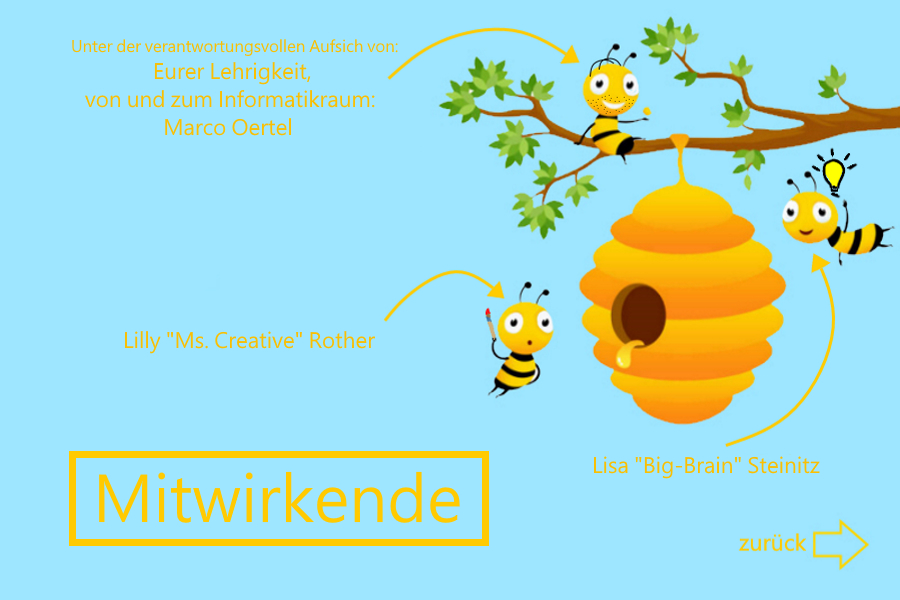 Unter der verantwortungsvollen Aufsich von:
Eurer Lehrigkeit,
von und zum Informatikraum:
Marco Oertel
Lilly "Ms. Creative" Rother
Lisa "Big-Brain" Steinitz
Mitwirkende
zurück